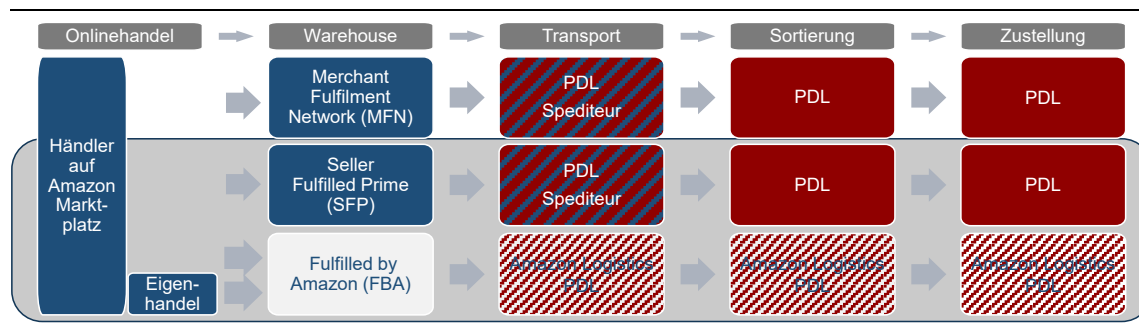 Onlinehandel
Warehouse
Transport
Sortierung
Zustellung
Händler
auf
Amazon
Markt-
platz
Eigen-
handel
Merchant
Fulfilment
Network (MFN)
PDL
Spediteur
PDL
PDL
Seller
Fulfilled Prime
(SFP)
PDL
Spediteur
PDL
PDL
Fulfilled by
Amazon (FBA)
Amazon Logistics
PDL
Amazon Logistics
PDL
Amazon Logistics
PDL